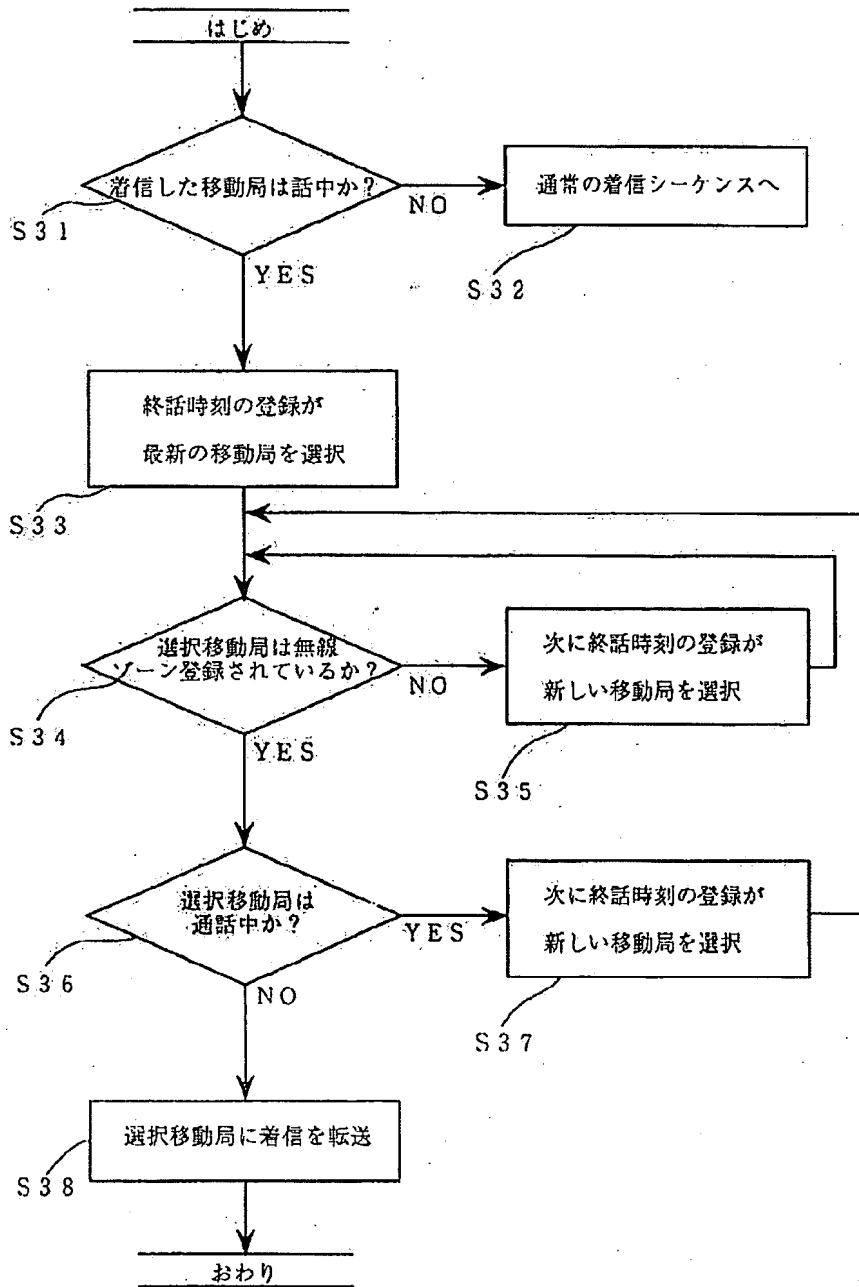 はじめ
着信した移動局は話中か?
NO
通常の着信シーケンスへ
S31
S32
YES
終話時刻の登録が
最新の移動局を選択
S33
選択移動局は無線
ゾーン登録されているか?
NO
次に終話時刻の登録が
新しい移動局を選択
S34
YES
S35
選択移動局は
通話中か?
YES
次に終話時刻の登録が
新しい移動局を選択
S36
NO
S37
選択移動局に着信を転送
S38
おわり